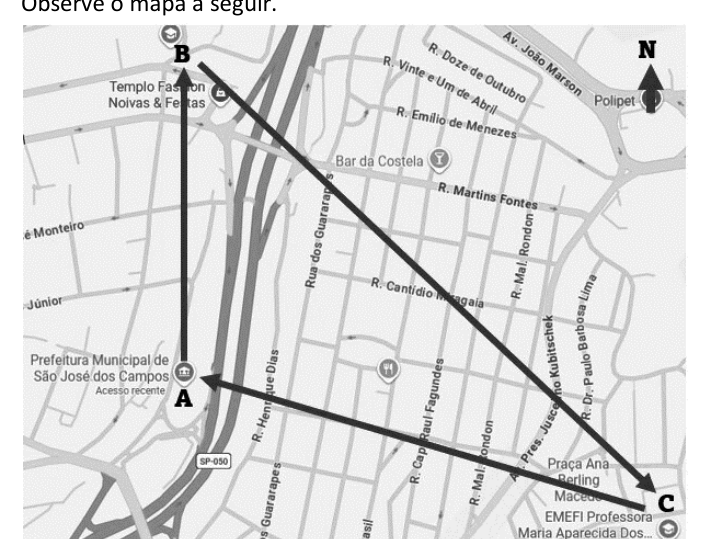 Observe o mapa a seguir.
B
N
Av. João Marson
R. Doze de Outubro
R. Vinte e Um de Abril
Templo Fashion
Noivas & Festas
Polipet
R. Emílio de Menezes
Bar da Costela
R. Martins Fontes
Rua dos Guararapes
é Monteiro
R. Mal. Rondon
R. Cantídio Miragaia
Júnior
R. Dr. Paulo Barbosa Lima
Prefeitura Municipal de
São José dos Campos
Acesso recente
A
R. Henrique Dias
R. Cap. Raul Fagundes
Av. Pres. Juscelino Kubitschek
R. Mal. Rondon
SP-050
Praça Ana
Berling
Macedo
s Guararapes
asil
C
EMEFI Professora
Maria Aparecida Dos...